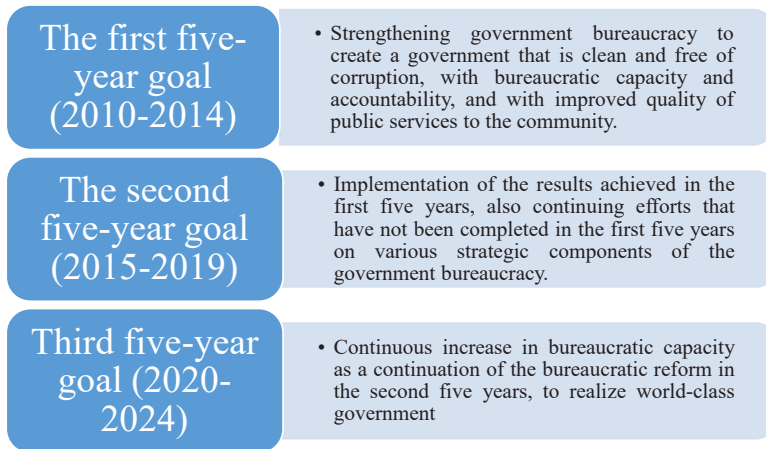 The first five-
year goal
(2010-2014)
• Strengthening government bureaucracy to
create a government that is clean and free of
corruption, with bureaucratic capacity and
accountability, and with improved quality of
public services to the community.
The second
five-year goal
(2015-2019)
• Implementation of the results achieved in the
first five years, also continuing efforts that
have not been completed in the first five years
on various strategic components of the
government bureaucracy.
Third five-year
goal (2020-
2024)
• Continuous increase in bureaucratic capacity
as a continuation of the bureaucratic reform in
the second five years, to realize world-class
government